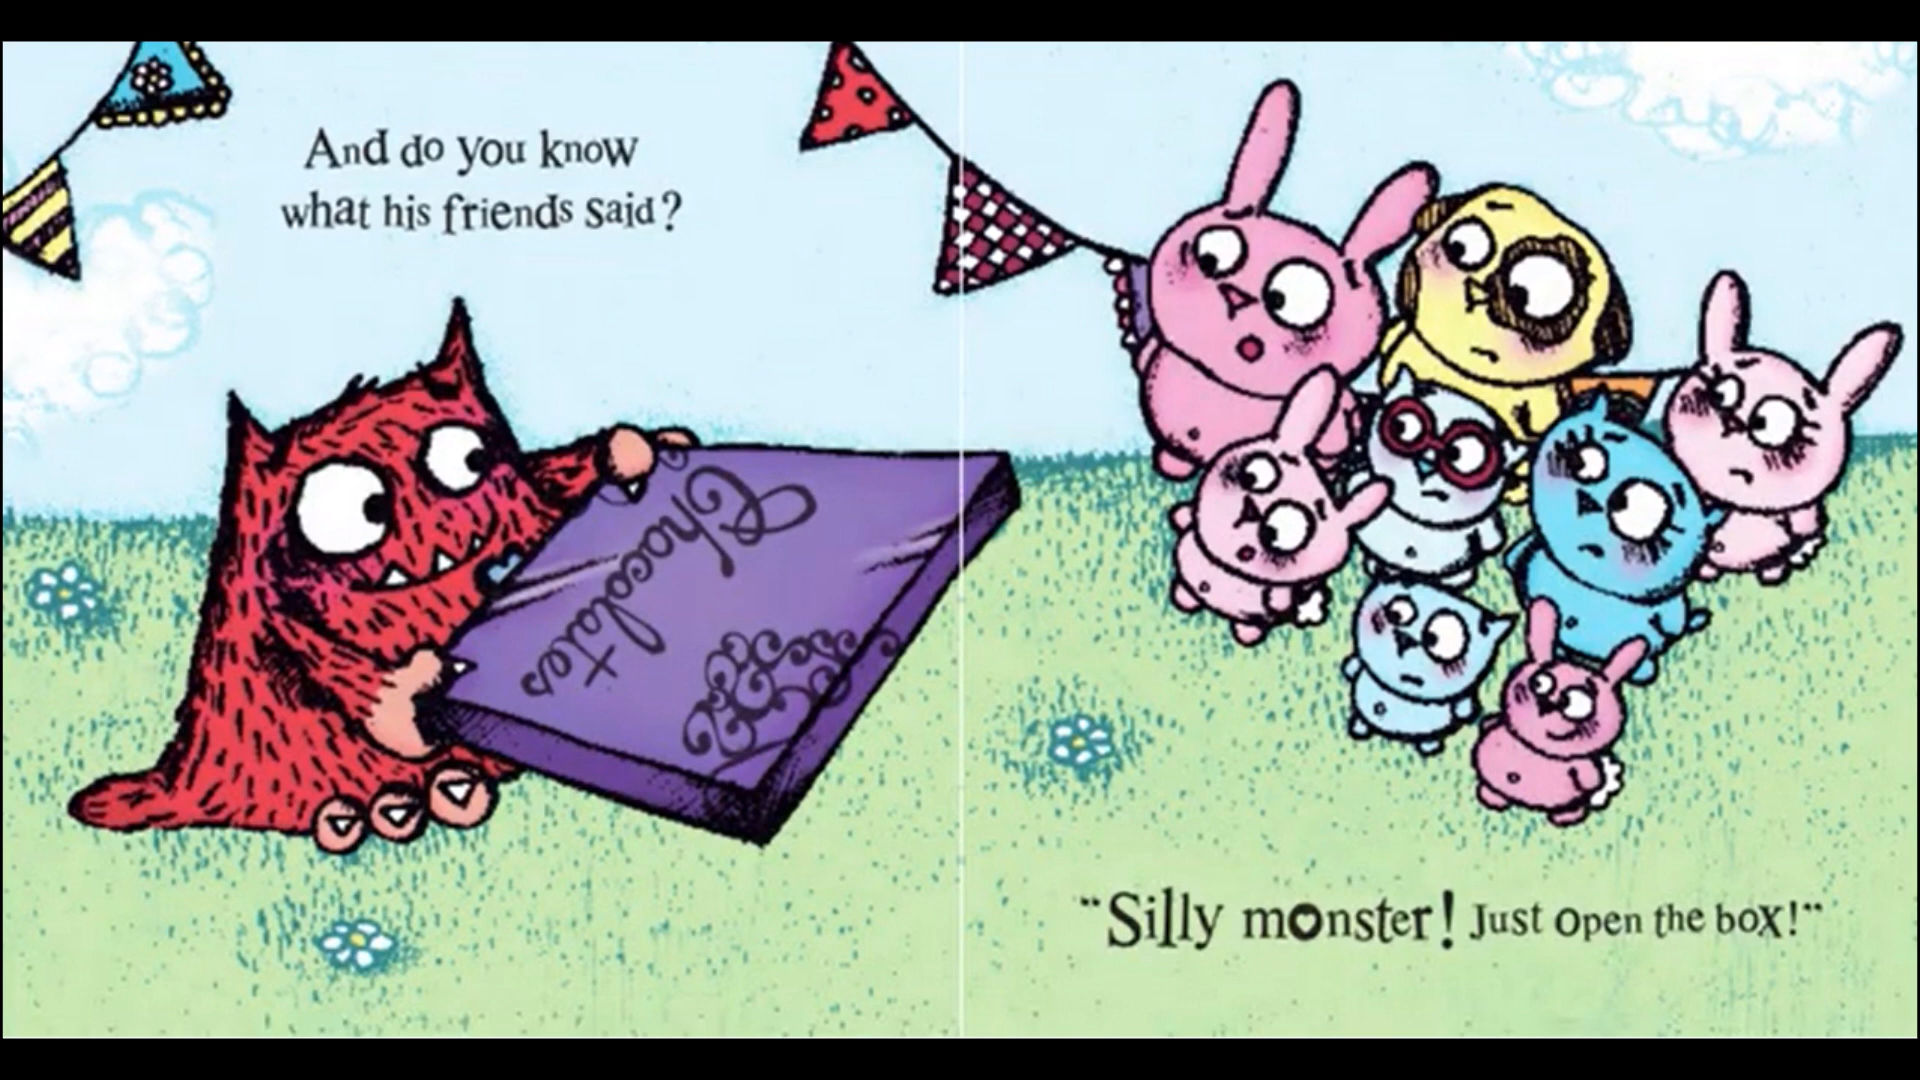 And do you know
what his friends said?
Chocolates
"Silly monster! Just open the box!"